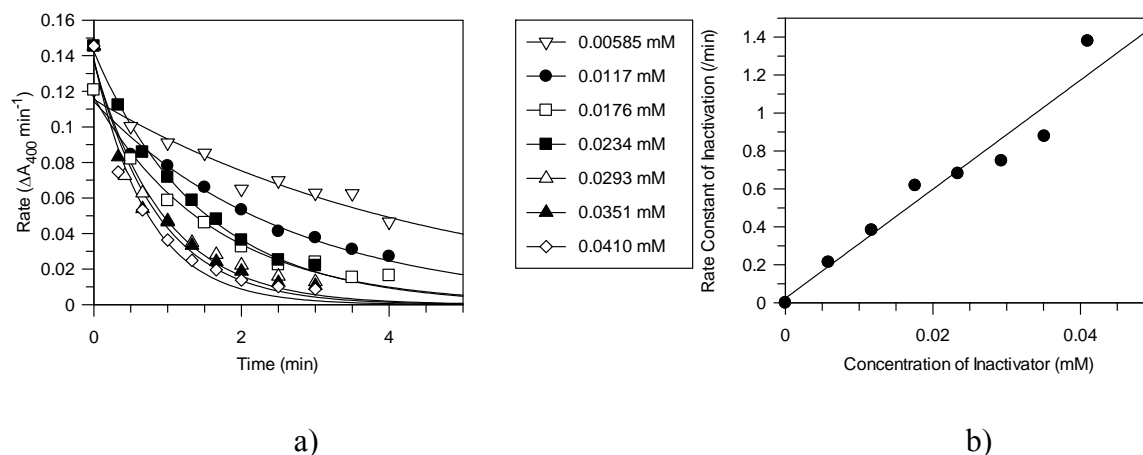 0.16
0.14
0.12
0.1
0.08
0.06
0.04
0.02
0
Rate (ΔA400 min-1)
0 2 4
Time (min)
0.00585 mM
0.0117 mM
0.0176 mM
0.0234 mM
0.0293 mM
0.0351 mM
0.0410 mM
1.4
1.2
1
0.8
0.6
0.4
0.2
0
Rate Constant of Inactivation (/min)
0 0.02 0.04
Concentration of Inactivator (mM)
a) b)